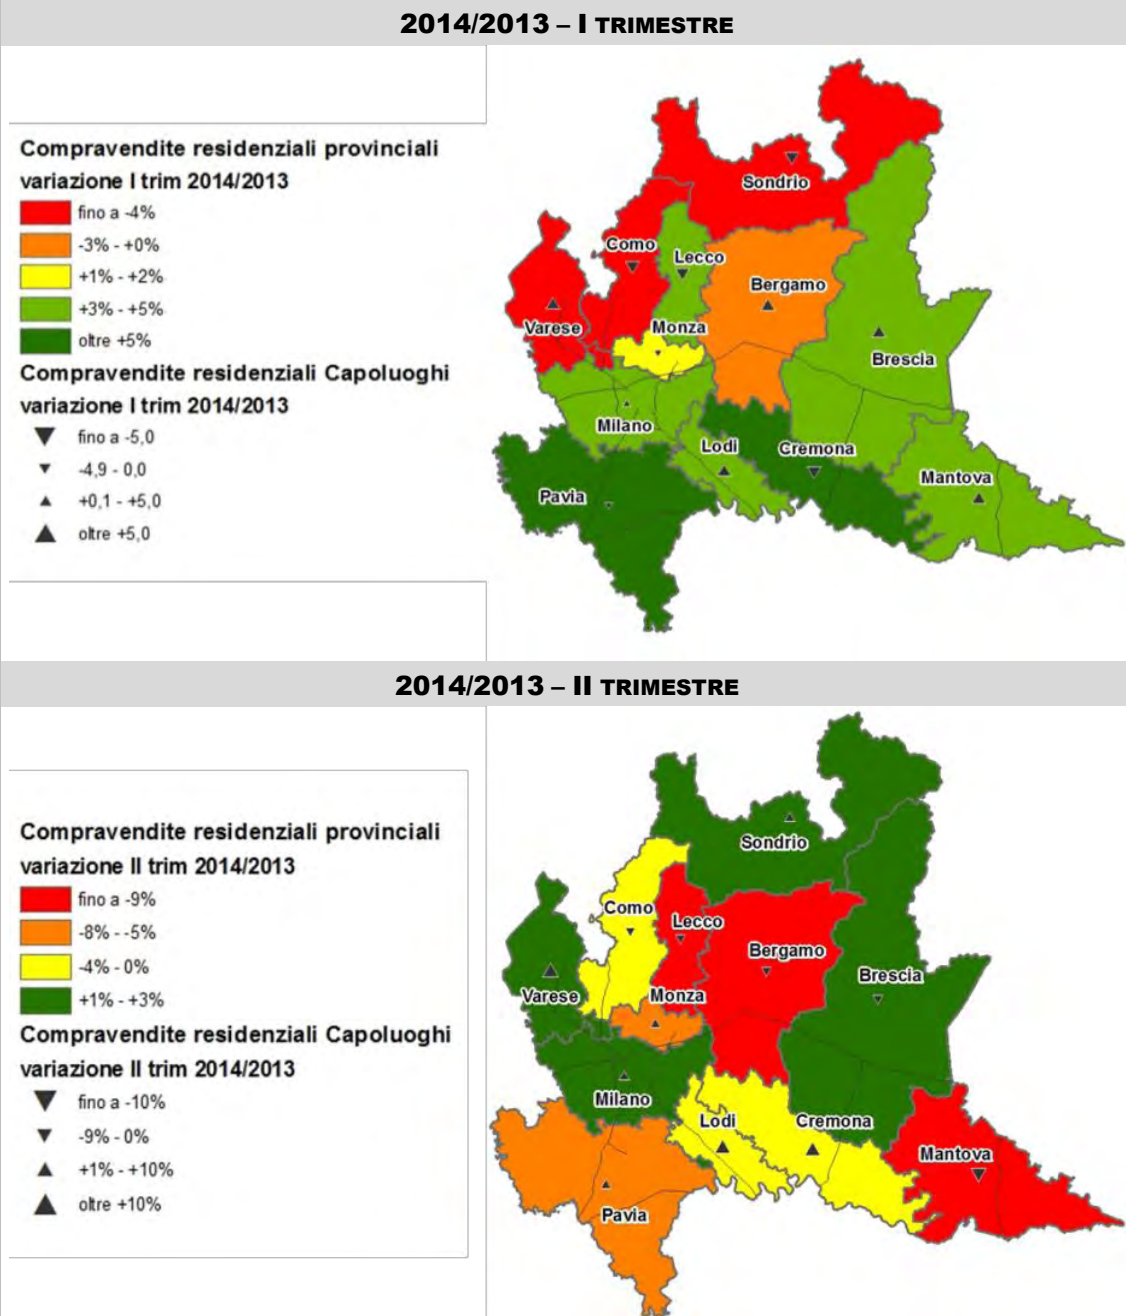 2014/2013 – I TRIMESTRE
Compravendite residenziali provinciali
variazione I trim 2014/2013
fino a -4%
-3% - +0%
+1% - +2%
+3% - +5%
oltre +5%
Compravendite residenziali Capoluoghi
variazione I trim 2014/2013
fino a -5,0
-4,9 - 0,0
+0,1 - +5,0
oltre +5,0
Sondrio
Como
Lecco
Bergamo
Varese
Monza
Brescia
Milano
Lodi
Cremona
Mantova
Pavia
2014/2013 – II TRIMESTRE
Compravendite residenziali provinciali
variazione II trim 2014/2013
fino a -9%
-8% - -5%
-4% - 0%
+1% - +3%
Compravendite residenziali Capoluoghi
variazione II trim 2014/2013
fino a -10%
-9% - 0%
+1% - +10%
oltre +10%
Sondrio
Como
Lecco
Bergamo
Brescia
Varese
Monza
Milano
Lodi
Cremona
Mantova
Pavia